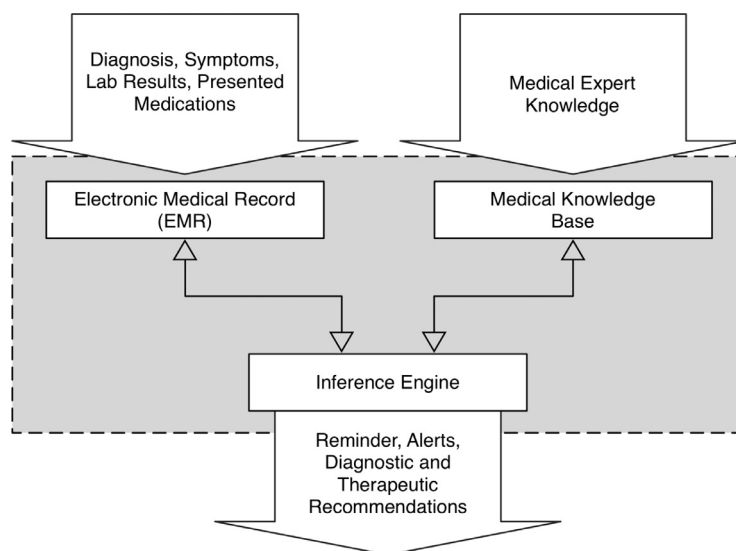 Diagnosis, Symptoms,
Lab Results, Presented
Medications
Medical Expert
Knowledge
Electronic Medical Record
(EMR)
Medical Knowledge
Base
Inference Engine
Reminder, Alerts,
Diagnostic and
Therapeutic
Recommendations